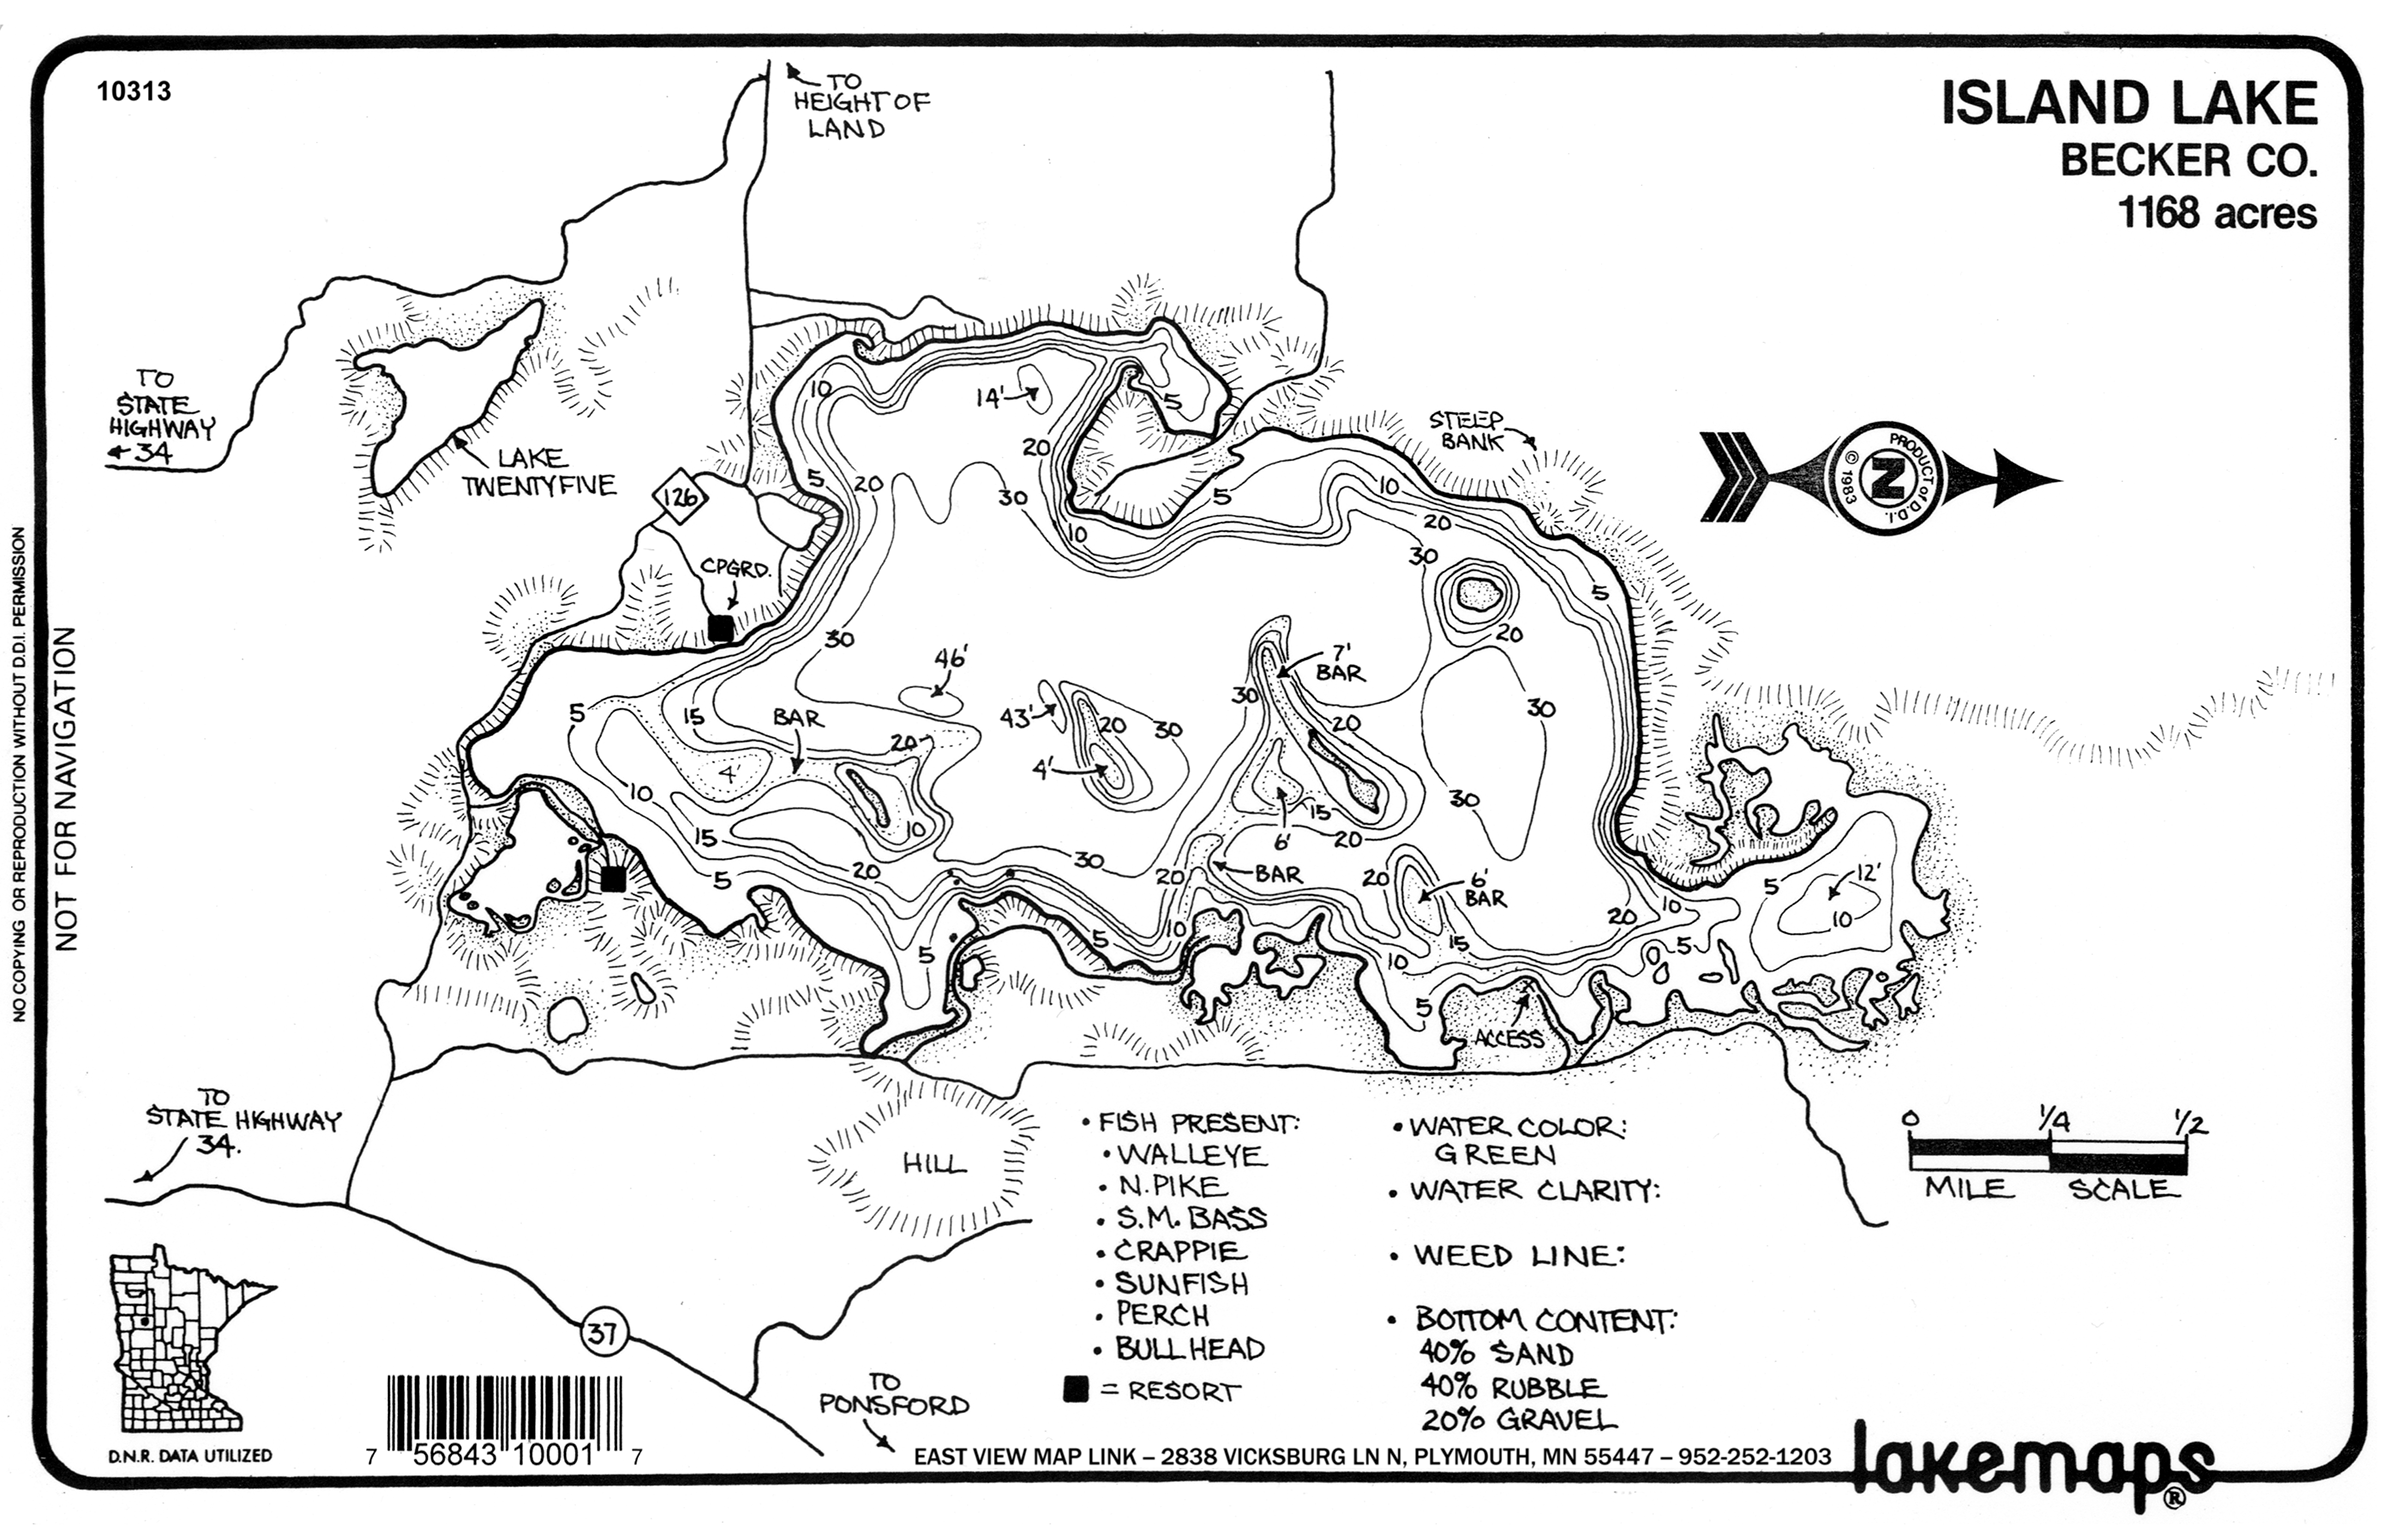 10313
ISLAND LAKE
BECKER CO.
1168 acres
TO
HEIGHT OF
LAND
TO
STATE
HIGHWAY
34
LAKE
TWENTYFIVE
126
CPGRD.
STEEP
BANK
PRODUCT OF D.D.I.
© 1983
N
10
14'
5
20
5
20
30
5
10
10
20
30
5
30
20
46'
7'
BAR
30
43'
20
30
20
30
5
15
BAR
20
4'
4'
10
15
10
6'
15
20
30
30
20
BAR
20
6'
BAR
5
12'
10
15
20
5
5
10
5
10
15
20
10
5
5
ACCESS
NO COPYING OR REPRODUCTION WITHOUT D.D.I. PERMISSION
NOT FOR NAVIGATION
TO
STATE HIGHWAY
34.
HILL
37
TO
PONSFORD
• FISH PRESENT:
• WALLEYE
• N. PIKE
• S.M. BASS
• CRAPPIE
• SUNFISH
• PERCH
• BULLHEAD
= RESORT
• WATER COLOR:
GREEN
• WATER CLARITY:
• WEED LINE:
• BOTTOM CONTENT:
40% SAND
40% RUBBLE
20% GRAVEL
0 1/4 1/2
MILE SCALE
D.N.R. DATA UTILIZED
7 56843 10001 7
EAST VIEW MAP LINK – 2838 VICKSBURG LN N, PLYMOUTH, MN 55447 – 952-252-1203
lakemaps®